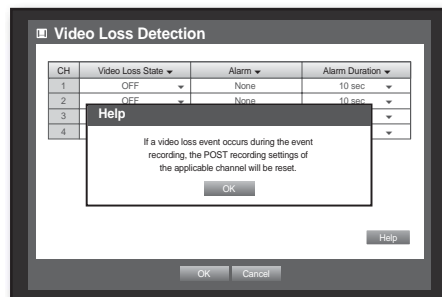 Video Loss Detection
CH Video Loss State Alarm Alarm Duration
1 OFF None 10 sec
2 OFF None 10 sec
3
4
Help
If a video loss event occurs during the event
recording, the POST recording settings of
the applicable channel will be reset.
OK
Help
OK Cancel